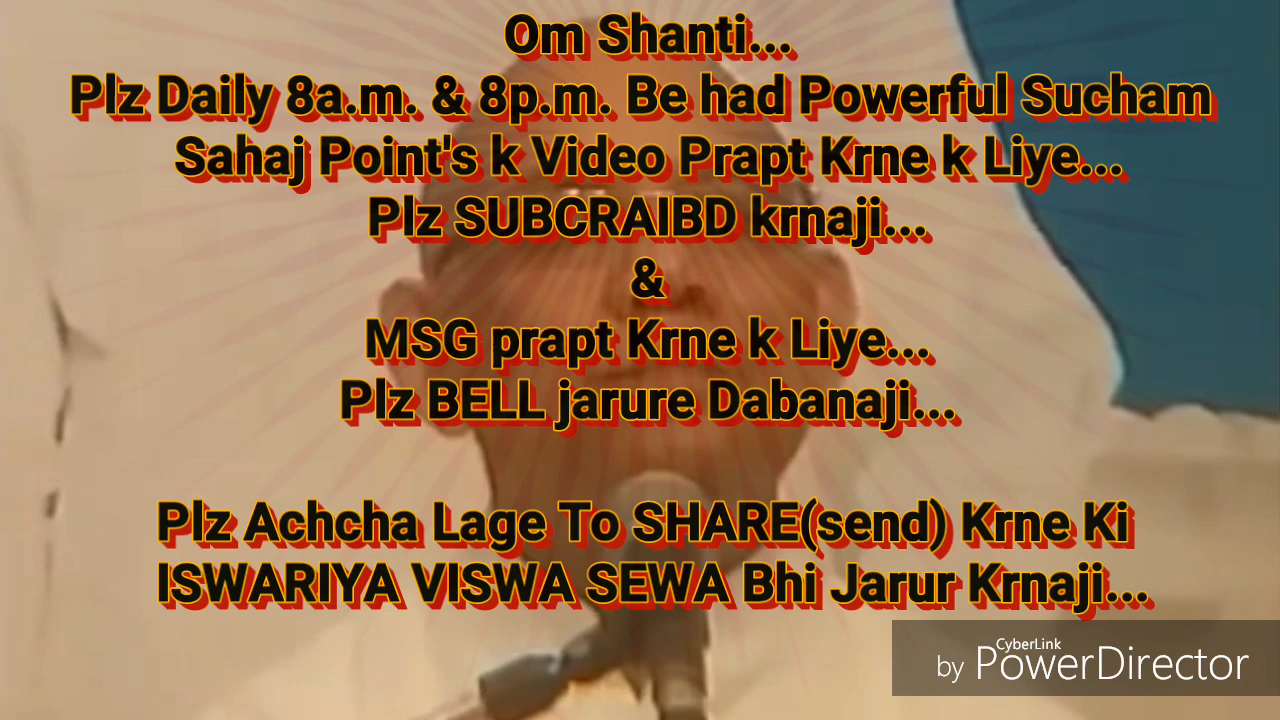 Om Shanti...
Plz Daily 8a.m. & 8p.m. Be had Powerful Sucham
Sahaj Point's k Video Prapt Krne k Liye...
Plz SUBCRAIBD krnaji...
&
MSG prapt Krne k Liye...
Plz BELL jarure Dabanaji...
Plz Achcha Lage To SHARE(send) Krne Ki
ISWARIYA VISWA SEWA Bhi Jarur Krnaji...
CyberLink
by PowerDirector